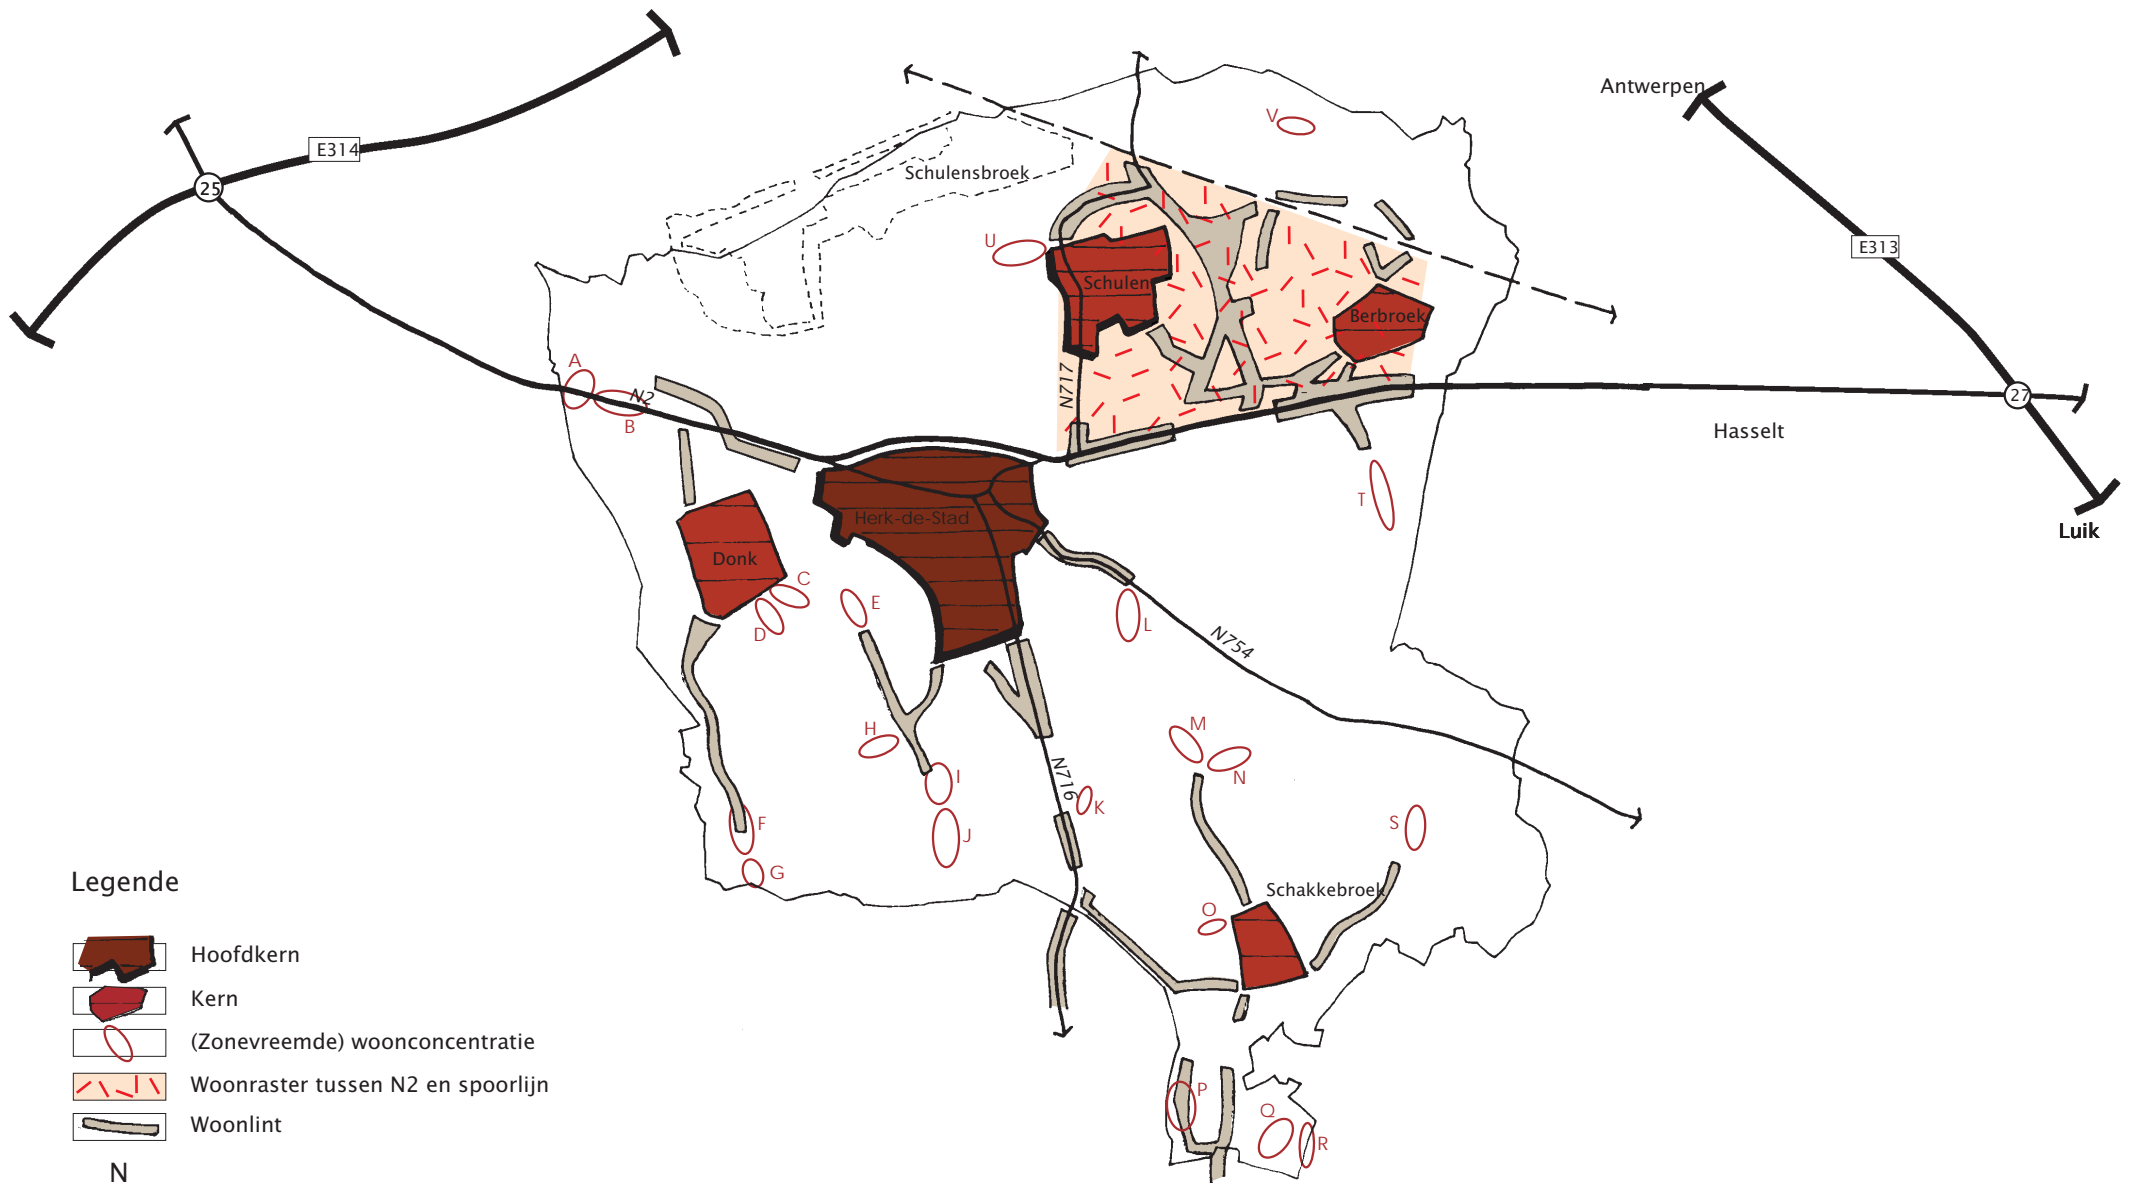 Antwerpen
V
E314
Schulensbroek
25
U
E313
Schulen
Berbroek
A
N2
N717
27
B
Hasselt
T
Herk-de-Stad
Luik
Donk
C
E
D
L
N754
M
H
N
I
N716
K
F
J
S
G
Legende
Schakkebroek
O
Hoofdkern
Kern
(Zonevreemde) woonconcentratie
Woonraster tussen N2 en spoorlijn
P
Q
Woonlint
R
N